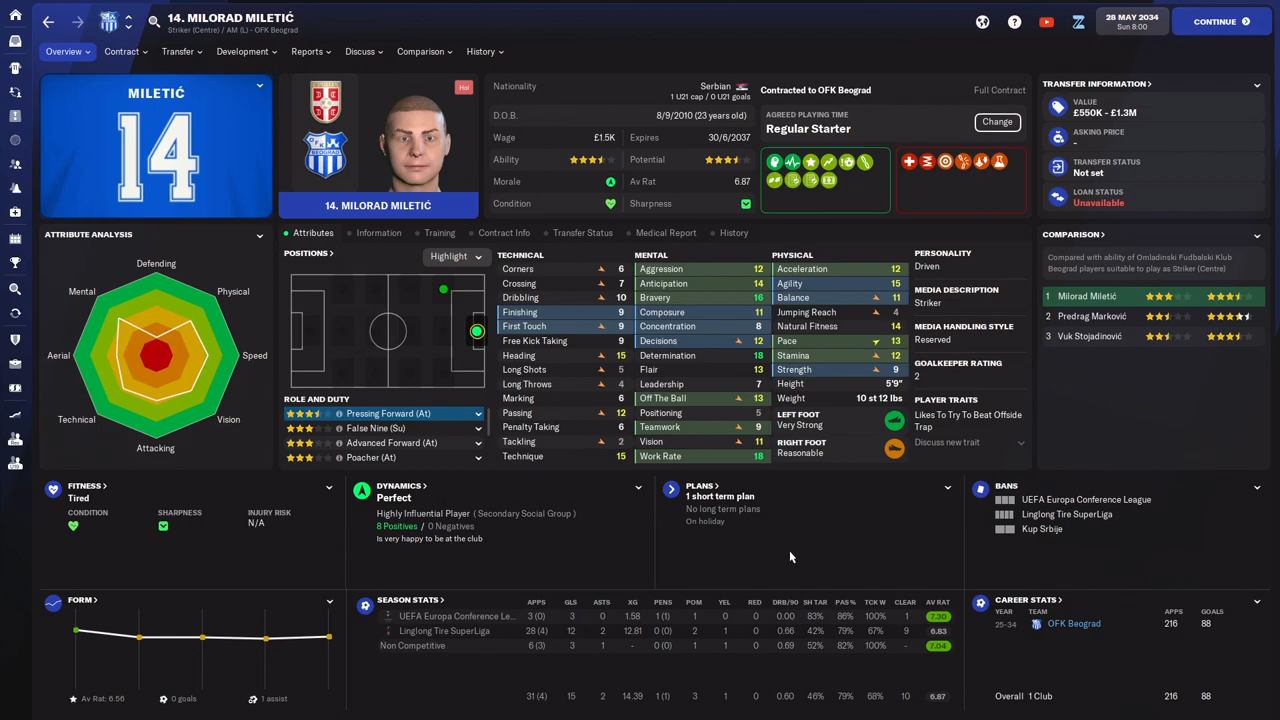 14. MILORAD MILETIĆ
Striker (Centre) / AM (L) - OFK Beograd
28 MAY 2034
Sun 8:00
CONTINUE
Overview
Contract
Transfer
Development
Reports
Discuss
Comparison
History
MILETIĆ
14
Hol
14. MILORAD MILETIĆ
Nationality
Serbian
1 U21 cap / 0 U21 goals
D.O.B. 8/9/2010 (23 years old)
Wage £1.5K Expires 30/6/2037
Ability Potential
Morale Av Rat 6.87
Condition Sharpness
Contracted to OFK Beograd Full Contract
AGREED PLAYING TIME
Regular Starter
Change
TRANSFER INFORMATION >
VALUE
£550K - £1.3M
ASKING PRICE
-
TRANSFER STATUS
Not set
LOAN STATUS
Unavailable
ATTRIBUTE ANALYSIS
Defending
Physical
Speed
Vision
Attacking
Technical
Aerial
Mental
Attributes
Information
Training
Contract Info
Transfer Status
Medical Report
History
POSITIONS >
Highlight
ROLE AND DUTY
Pressing Forward (At)
False Nine (Su)
Advanced Forward (At)
Poacher (At)
TECHNICAL
Corners 6
Crossing 7
Dribbling 10
Finishing 9
First Touch 9
Free Kick Taking 9
Heading 15
Long Shots 5
Long Throws 4
Marking 6
Passing 12
Penalty Taking 6
Tackling 2
Technique 15
MENTAL
Aggression 12
Anticipation 14
Bravery 16
Composure 11
Concentration 8
Decisions 12
Determination 18
Flair 13
Leadership 7
Off The Ball 13
Positioning 5
Teamwork 9
Vision 11
Work Rate 18
PHYSICAL
Acceleration 12
Agility 15
Balance 11
Jumping Reach 4
Natural Fitness 14
Pace 13
Stamina 12
Strength 9
Height 5'9"
Weight 10 st 12 lbs
LEFT FOOT
Very Strong
RIGHT FOOT
Reasonable
PERSONALITY
Driven
MEDIA DESCRIPTION
Striker
MEDIA HANDLING STYLE
Reserved
GOALKEEPER RATING
2
PLAYER TRAITS
Likes To Try To Beat Offside
Trap
Discuss new trait
COMPARISON >
Compared with ability of Omladinski Fudbalski Klub
Beograd players suitable to play as Striker (Centre)
1 Milorad Miletić
2 Predrag Marković
3 Vuk Stojadinović
FITNESS >
Tired
CONDITION
SHARPNESS
INJURY RISK
N/A
DYNAMICS >
Perfect
Highly Influential Player ( Secondary Social Group )
8 Positives / 0 Negatives
Is very happy to be at the club
PLANS >
1 short term plan
No long term plans
On holiday
BANS
UEFA Europa Conference League
Linglong Tire SuperLiga
Kup Srbije
FORM >
Av Rat: 6.56
0 goals
1 assist
SEASON STATS > APPS GLS ASTS XG PENS POM YEL RED DRB/90 SH TAR PAS% TCK W CLEAR AV RAT
UEFA Europa Conference Le... 3 (0) 3 0 1.58 1 (1) 1 0 0 0.00 83% 86% 100% 1 7.30
Linglong Tire SuperLiga 28 (4) 12 2 12.81 0 (0) 2 1 0 0.66 42% 79% 67% 9 6.83
Non Competitive 6 (3) 3 1 - 0 (0) 1 0 0 0.69 52% 82% 100% - 7.04
31 (4) 15 2 14.39 1 (1) 3 1 0 0.60 46% 79% 68% 10 6.87
CAREER STATS >
YEAR TEAM APPS GOALS
25-34 OFK Beograd 216 88
Overall 1 Club 216 88